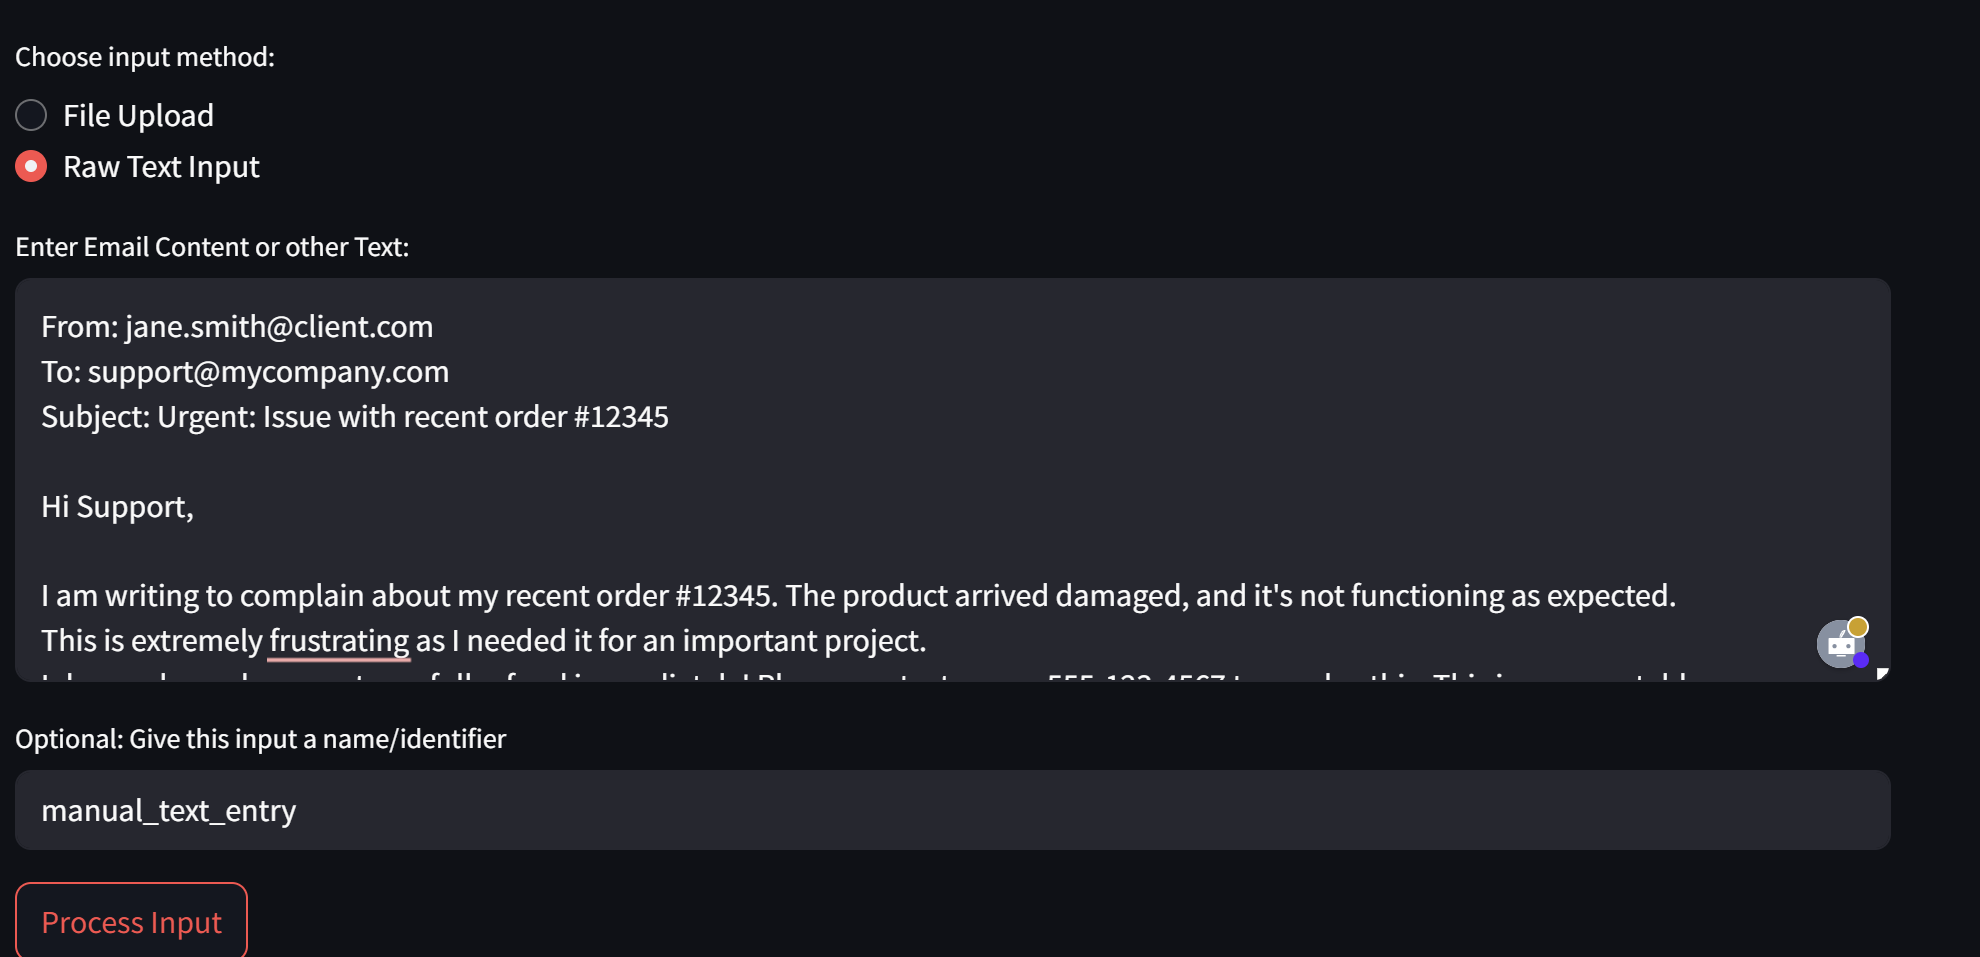 Choose input method:
File Upload
Raw Text Input
Enter Email Content or other Text:
From: jane.smith@client.com
To: support@mycompany.com
Subject: Urgent: Issue with recent order #12345
Hi Support,
I am writing to complain about my recent order #12345. The product arrived damaged, and it's not functioning as expected.
This is extremely frustrating as I needed it for an important project.
555-123-4567
Optional: Give this input a name/identifier
manual_text_entry
Process Input